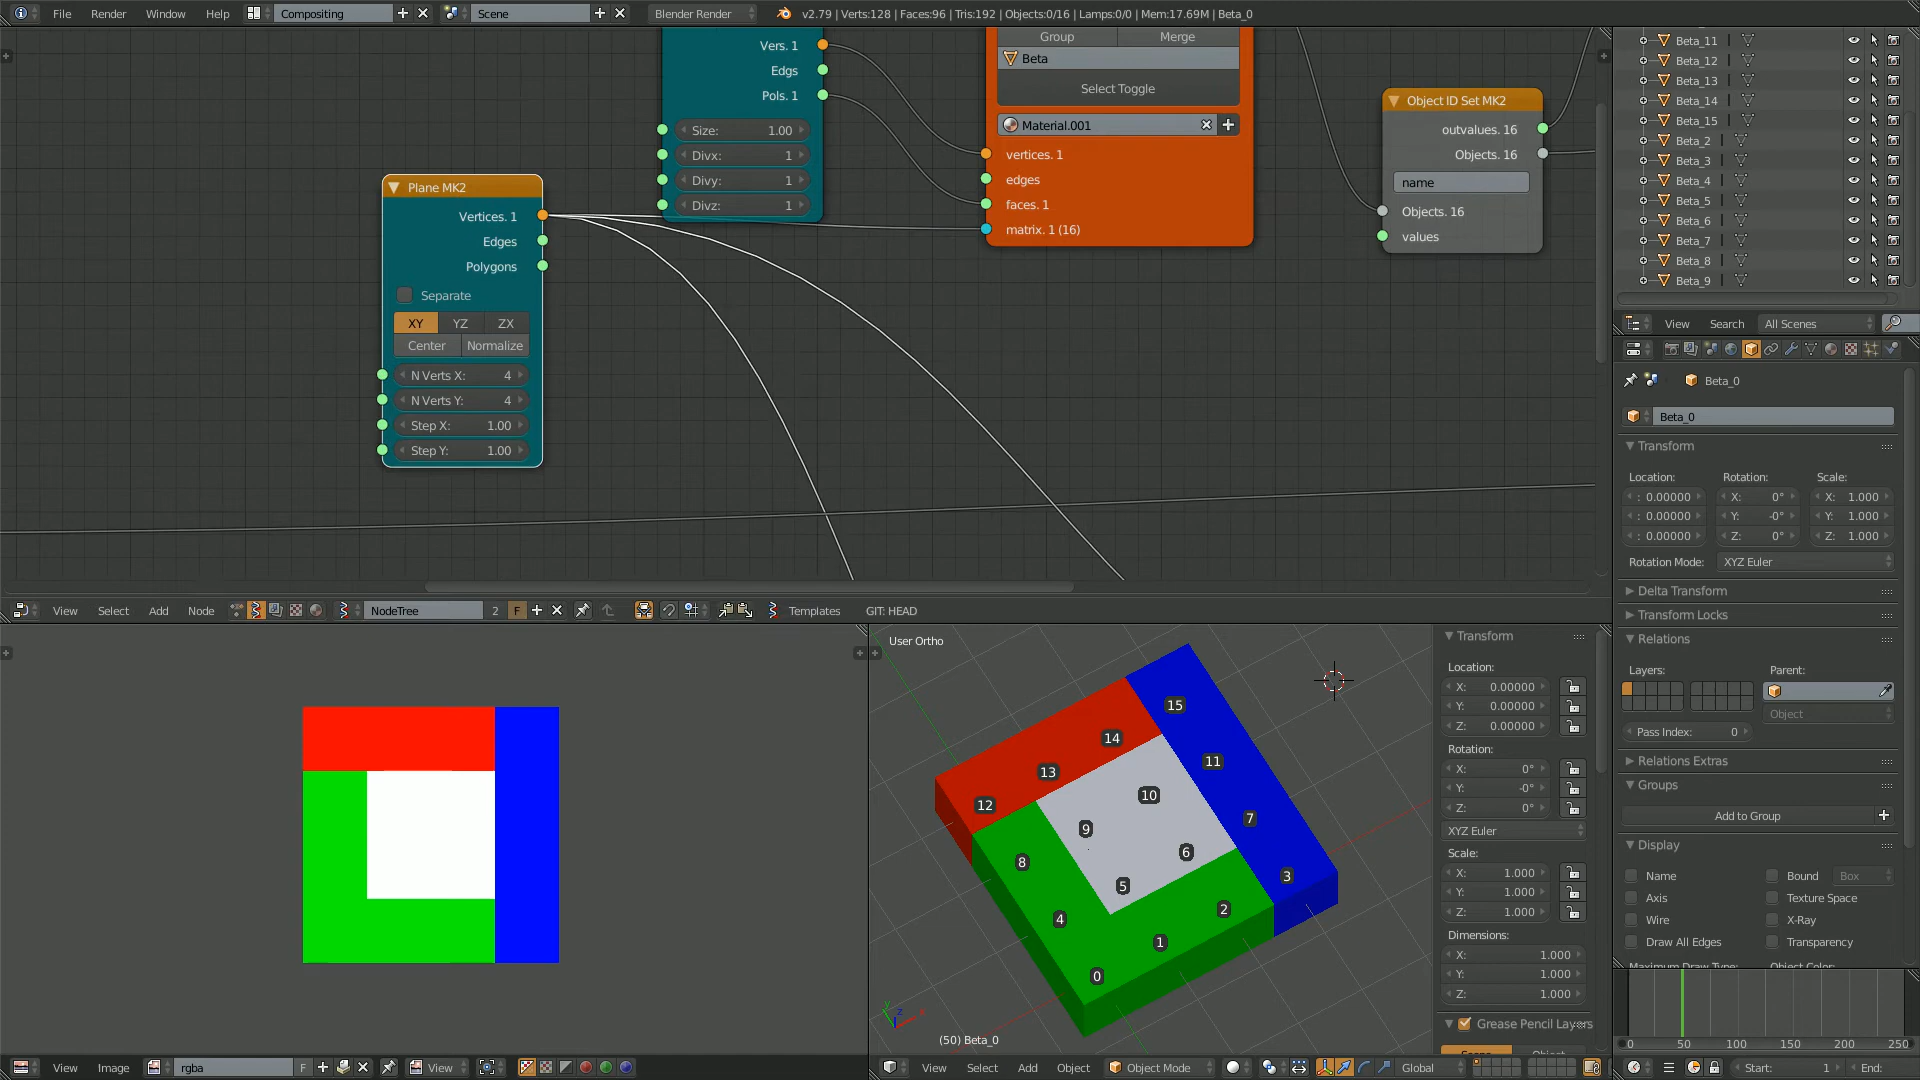 File Render Window Help Compositing Scene Blender Render v2.79 | Verts:128 | Faces:96 | Tris:192 | Objects:0/16 | Lamps:0/0 | Mem:17.69M | Beta_0
Vers. 1
Edgs
Pols. 1
Size: 1.00
Divx: 1
Divy: 1
Divz: 1
Group Merge
Beta
Select Toggle
Material.001
vertices. 1
edges
faces. 1
matrix. 1 (16)
Object ID Set MK2
outvalues. 16
Objects. 16
name
Objects. 16
values
Plane MK2
Vertices. 1
Edges
Polygons
Separate
XY YZ ZX
Center Normalize
N Verts X: 4
N Verts Y: 4
Step X: 1.00
Step Y: 1.00
View Select Add Node NodeTree 2 F Templates GIT: HEAD
Beta_11
Beta_12
Beta_13
Beta_14
Beta_15
Beta_2
Beta_3
Beta_4
Beta_5
Beta_6
Beta_7
Beta_8
Beta_9
View Search All Scenes
Beta_0
Beta_0
Transform
Location: Rotation: Scale:
: 0.00000 X: 0° X: 1.000
: 0.00000 Y: -0° Y: 1.000
: 0.00000 Z: 0° Z: 1.000
Rotation Mode: XYZ Euler
Delta Transform
Transform Locks
Relations
Layers: Parent:
Object
Pass Index: 0
Relations Extras
Groups
Add to Group
Display
Name Bound Box
Axis Texture Space
Wire X-Ray
Draw All Edges Transparency
Maximum Draw Type: Object Color:
0 50 100 150 200 250
Start: 1 End:
View Image rgba F View
User Ortho
15
14
11
13
10
12
7
9
8
6
5
3
4
2
1
0
y z x
(50) Beta_0
Transform
Location:
X: 0.00000
Y: 0.00000
Z: 0.00000
Rotation:
X: 0°
Y: -0°
Z: 0°
XYZ Euler
Scale:
X: 1.000
Y: 1.000
Z: 1.000
Dimensions:
X: 1.000
Y: 1.000
Z: 1.000
Grease Pencil Layers
Scene Object
View Select Add Object Object Mode Global